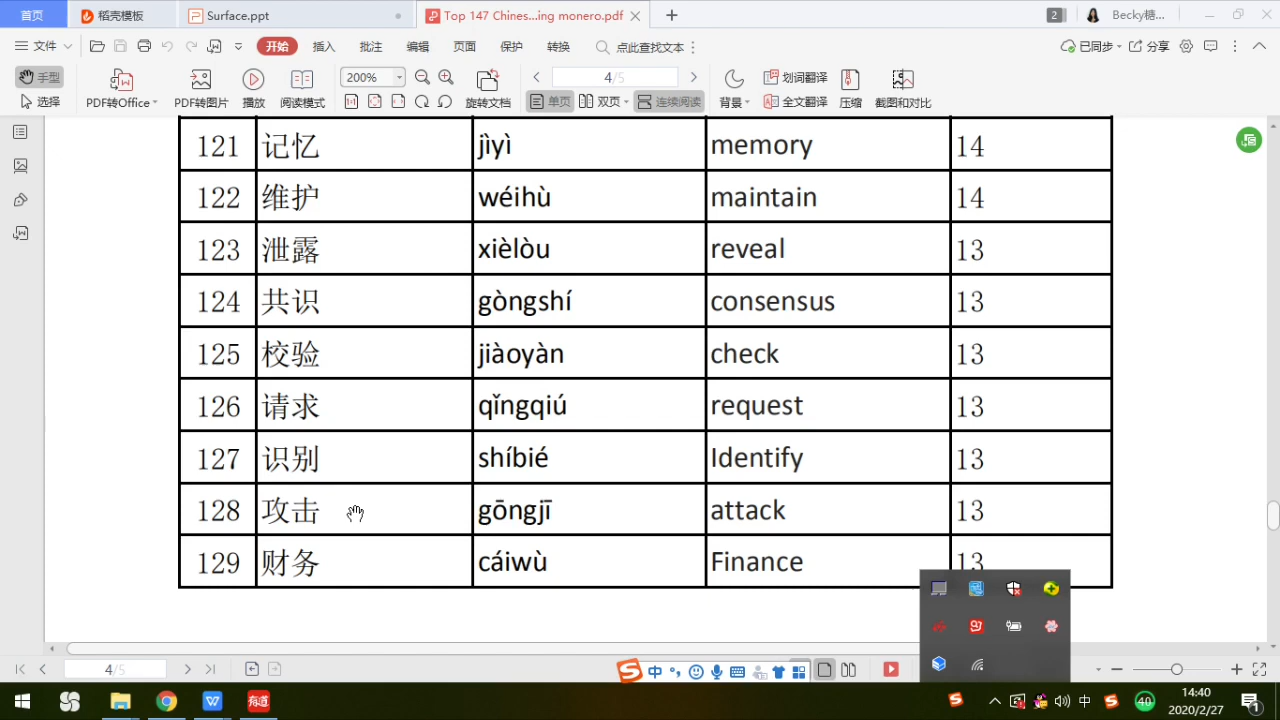 首页 稻壳模板 Surface.ppt Top 147 Chines...ing monero.pdf 2 Becky糖...
文件 开始 插入 批注 编辑 页面 保护 转换 点此查找文本 已同步 分享
手型 选择 PDF转Office PDF转图片 播放 阅读模式 200% 旋转文档 4/5 单页 双页 连续阅读 背景 划词翻译 全文翻译 压缩 截图和对比
121 记忆 jìyì memory 14
122 维护 wéihù maintain 14
123 泄露 xièlòu reveal 13
124 共识 gòngshí consensus 13
125 校验 jiàoyàn check 13
126 请求 qǐngqiú request 13
127 识别 shíbié Identify 13
128 攻击 gōngjī attack 13
129 财务 cáiwù Finance 13
4/5 中
有道 中 40 14:40
2020/2/27 1